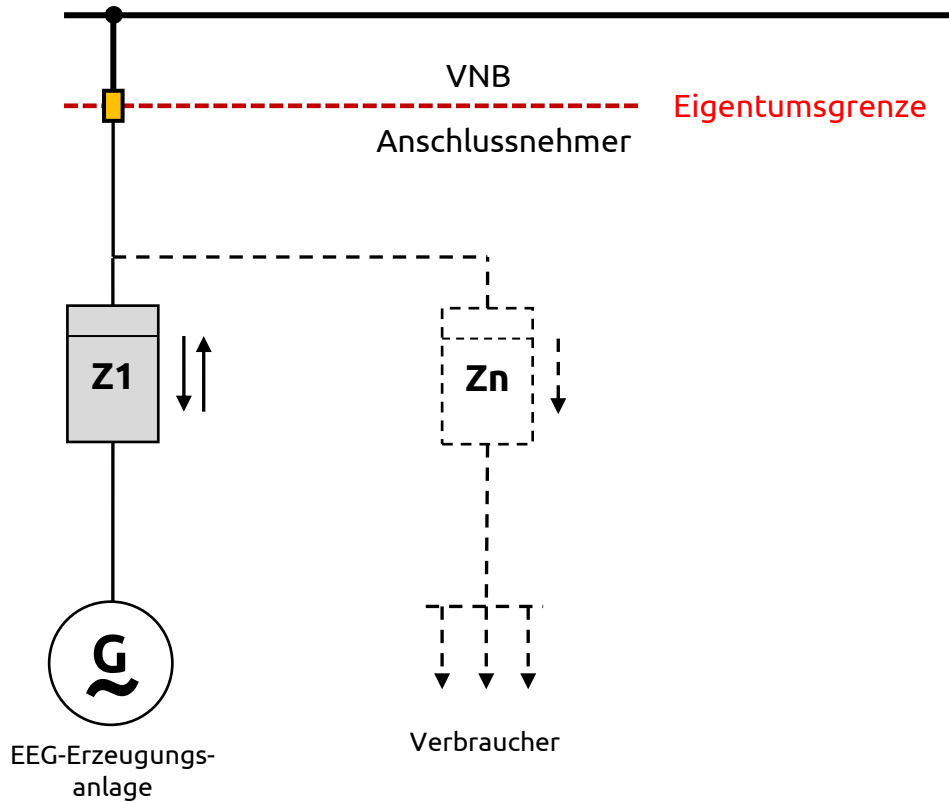 VNB
Eigentumsgrenze
Anschlussnehmer
Z1
Zn
G
EEG-Erzeugungs-
anlage
Verbraucher